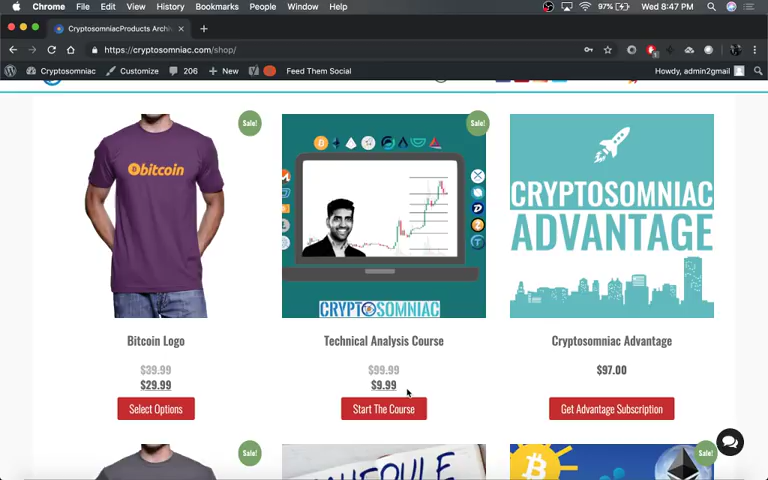 Chrome File Edit View History Bookmarks People Window Help 97% Wed 8:47 PM
CryptosomniacProducts Archiv
https://cryptosomniac.com/shop/
Cryptosomniac Customize 206 New Feed Them Social Howdy, admin2gmail
Sale! Sale!
bitcoin
CRYPTOSOMNIAC
ADVANTAGE
CRYPTOSOMNIAC
Bitcoin Logo Technical Analysis Course Cryptosomniac Advantage
$39.99 $99.99 $97.00
$29.99 $9.99
Select Options Start The Course Get Advantage Subscription
Sale! Sale!
SCHEDULE